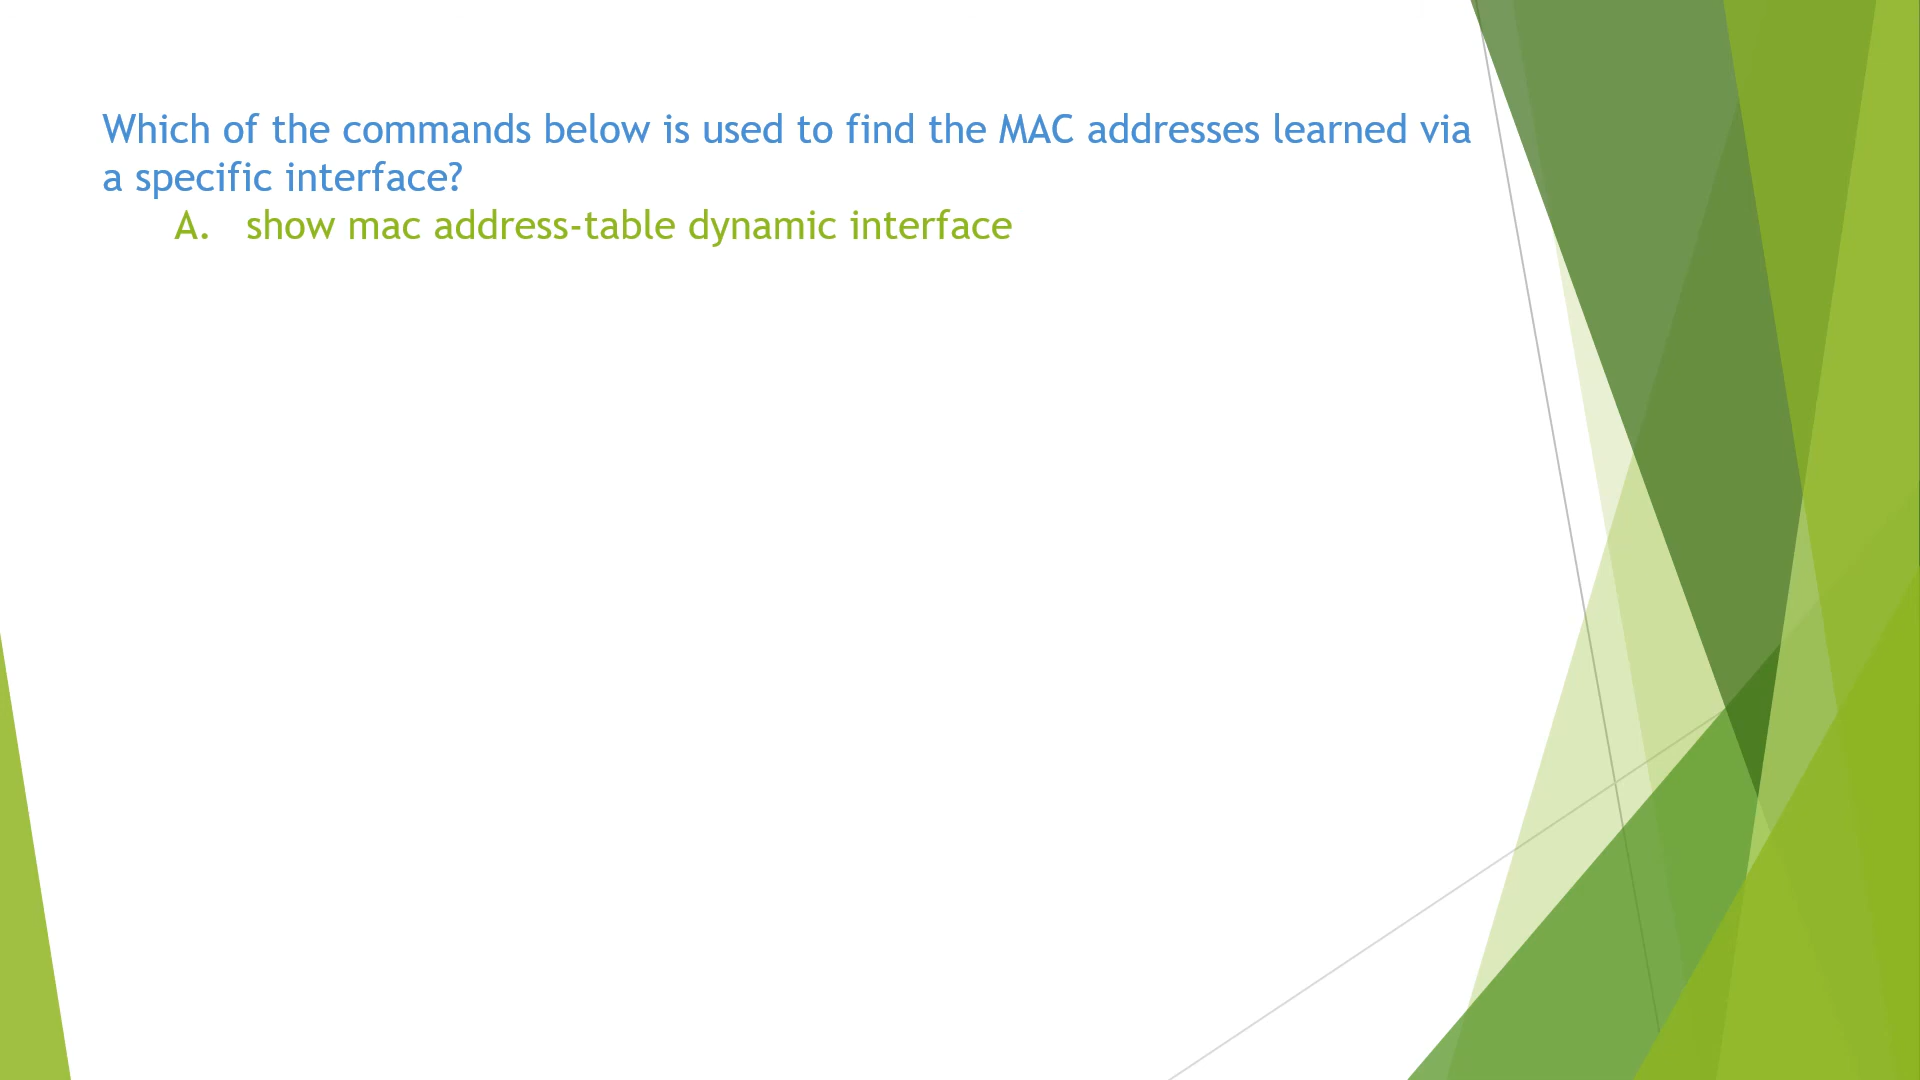 Which of the commands below is used to find the MAC addresses learned via
a specific interface?
A. show mac address-table dynamic interface